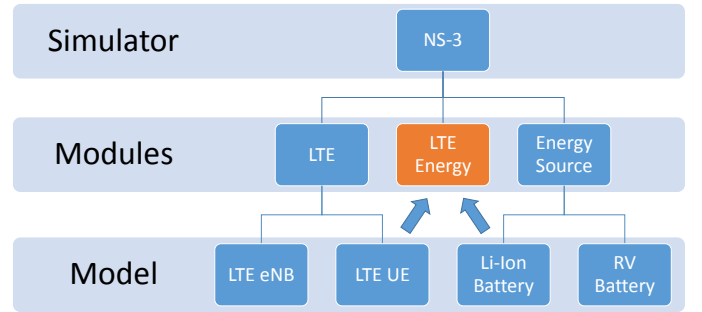 Simulator
NS-3
Modules
LTE
LTE
Energy
Energy
Source
Model
LTE eNB
LTE UE
Li-Ion
Battery
RV
Battery